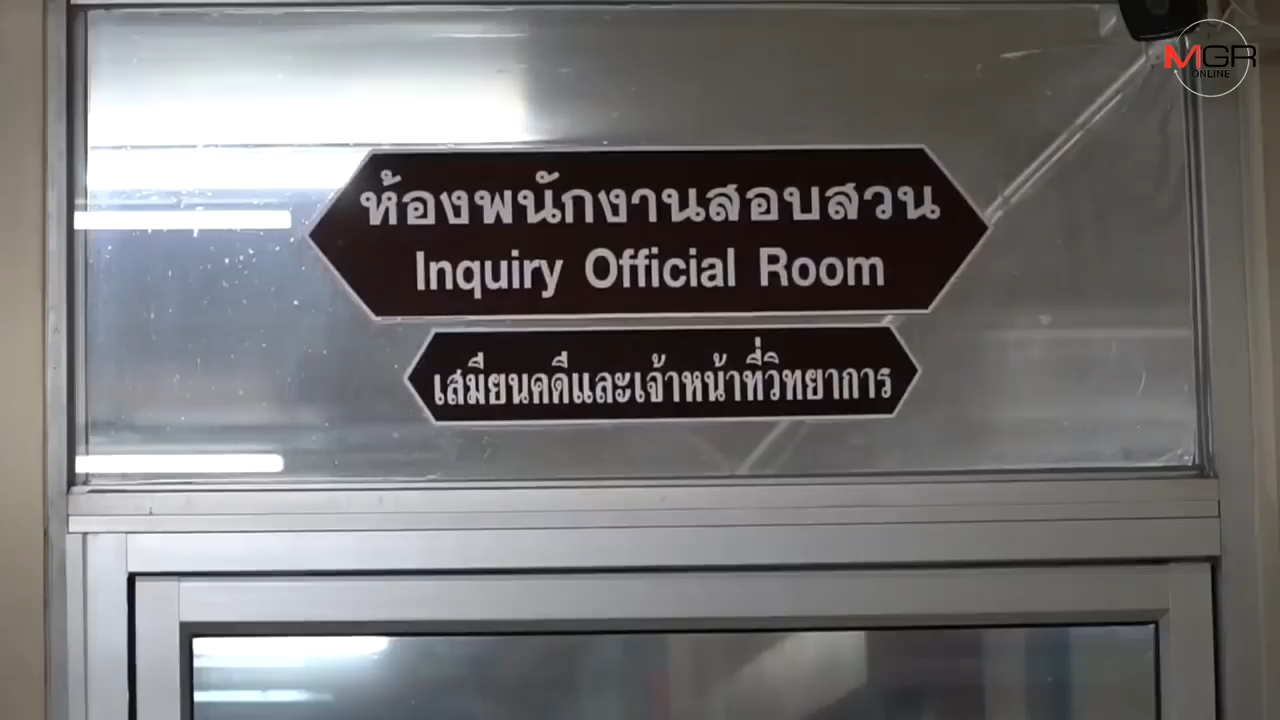 MGR
ONLINE
ห้องพนักงานสอบสวน
Inquiry Official Room
เสมียนคดีและเจ้าหน้าที่วิทยาการ